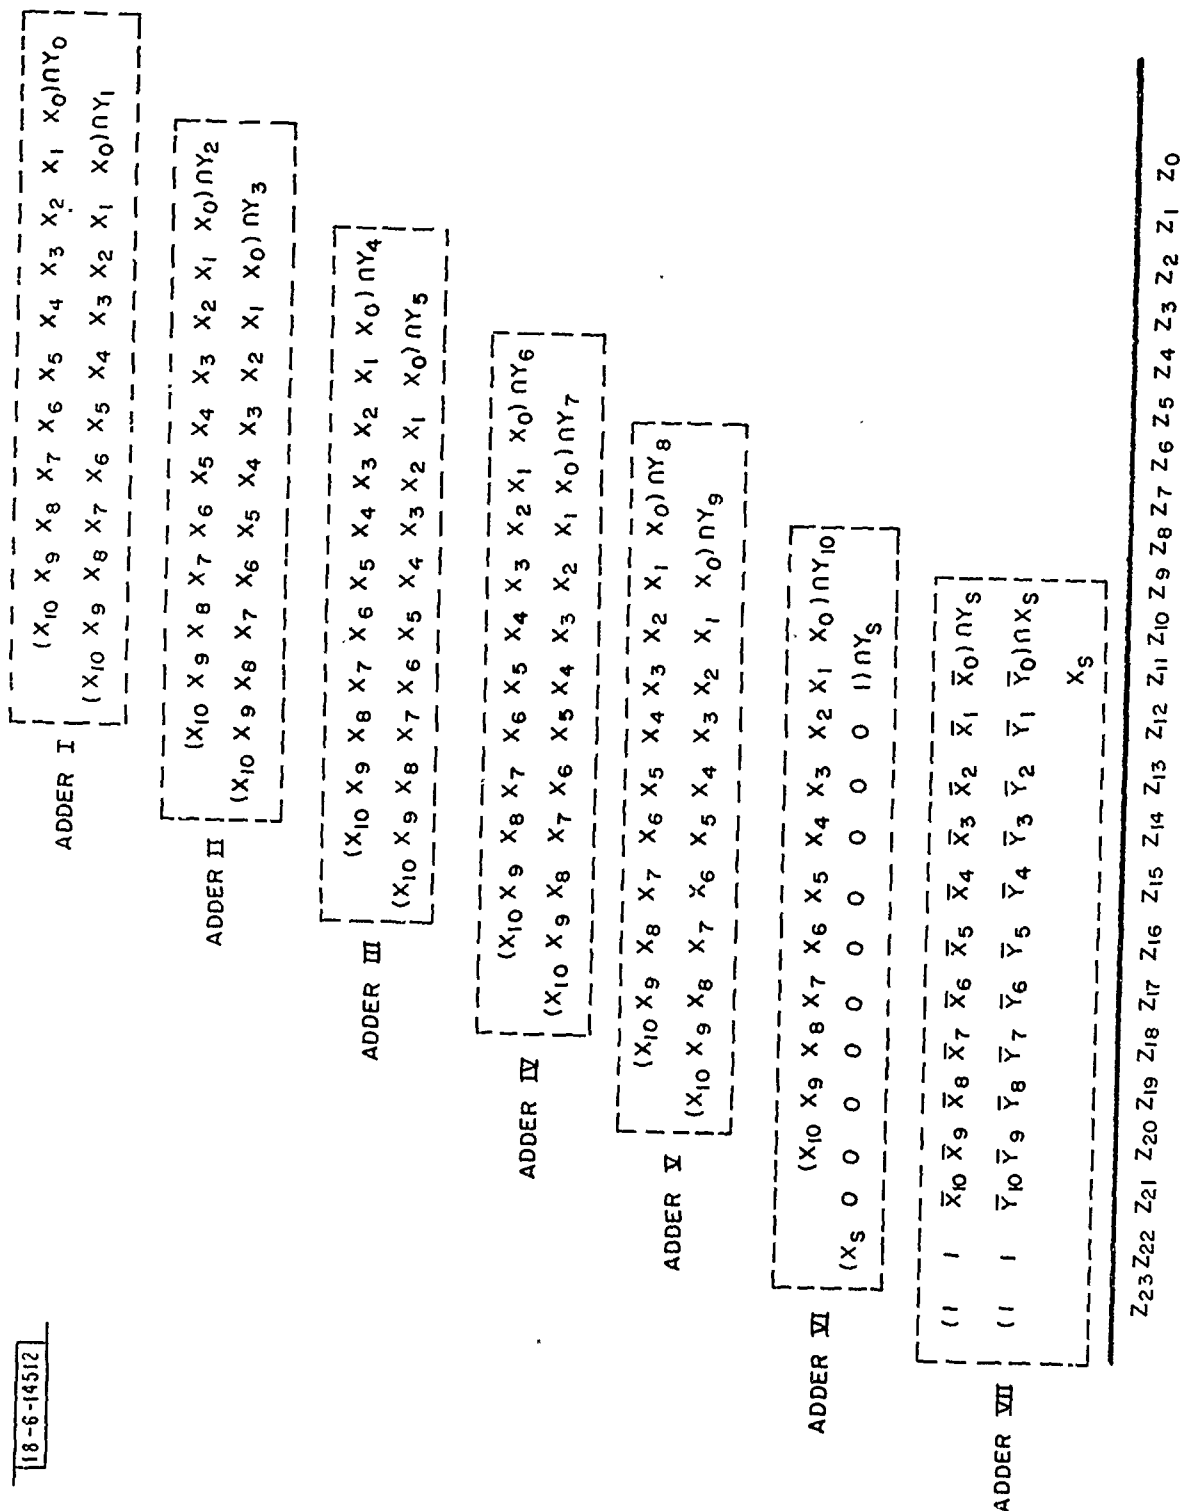 18-6-14512
ADDER I
(X10 X9 X8 X7 X6 X5 X4 X3 X2 X1 X0)∩Y0
(X10 X9 X8 X7 X6 X5 X4 X3 X2 X1 X0)∩Y1
ADDER II
(X10 X9 X8 X7 X6 X5 X4 X3 X2 X1 X0)∩Y2
(X10 X9 X8 X7 X6 X5 X4 X3 X2 X1 X0)∩Y3
ADDER III
(X10 X9 X8 X7 X6 X5 X4 X3 X2 X1 X0)∩Y4
(X10 X9 X8 X7 X6 X5 X4 X3 X2 X1 X0)∩Y5
ADDER IV
(X10 X9 X8 X7 X6 X5 X4 X3 X2 X1 X0)∩Y6
(X10 X9 X8 X7 X6 X5 X4 X3 X2 X1 X0)∩Y7
ADDER V
(X10 X9 X8 X7 X6 X5 X4 X3 X2 X1 X0)∩Y8
(X10 X9 X8 X7 X6 X5 X4 X3 X2 X1 X0)∩Y9
ADDER VI
(X10 X9 X8 X7 X6 X5 X4 X3 X2 X1 X0)∩Y10
(XS 0 0 0 0 0 0 0 0 0 0 1)∩YS
ADDER VII
(1 1 X̄10 X̄9 X̄8 X̄7 X̄6 X̄5 X̄4 X̄3 X̄2 X̄1 X̄0)∩YS
(1 1 Ȳ10 Ȳ9 Ȳ8 Ȳ7 Ȳ6 Ȳ5 Ȳ4 Ȳ3 Ȳ2 Ȳ1 Ȳ0)∩XS
XS
Z23 Z22 Z21 Z20 Z19 Z18 Z17 Z16 Z15 Z14 Z13 Z12 Z11 Z10 Z9 Z8 Z7 Z6 Z5 Z4 Z3 Z2 Z1 Z0